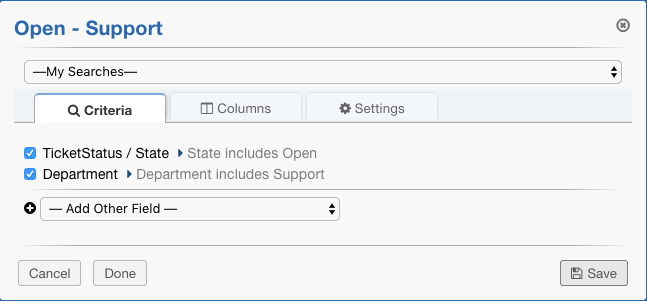 Open - Support
—My Searches—
Criteria
Columns
Settings
TicketStatus / State State includes Open
Department Department includes Support
— Add Other Field —
Cancel
Done
Save